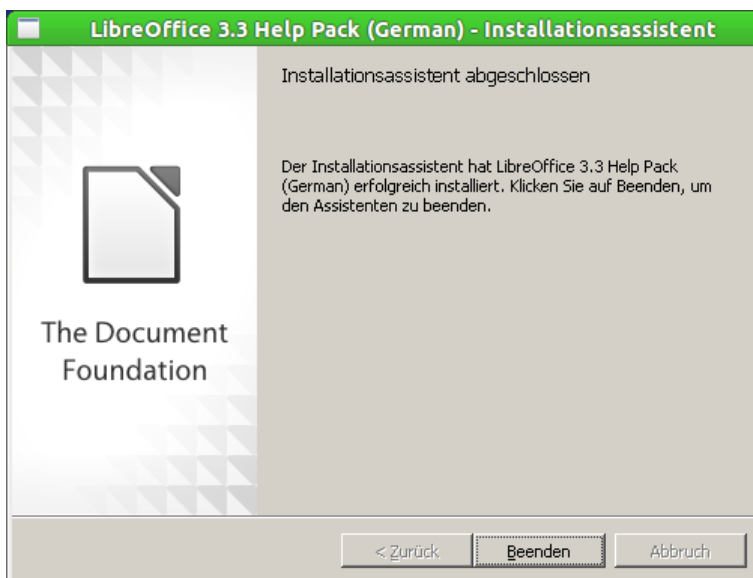 LibreOffice 3.3 Help Pack (German) - Installationsassistent
Installationsassistent abgeschlossen
Der Installationsassistent hat LibreOffice 3.3 Help Pack
(German) erfolgreich installiert. Klicken Sie auf Beenden, um
den Assistenten zu beenden.
The Document
Foundation
< Zurück
Beenden
Abbruch